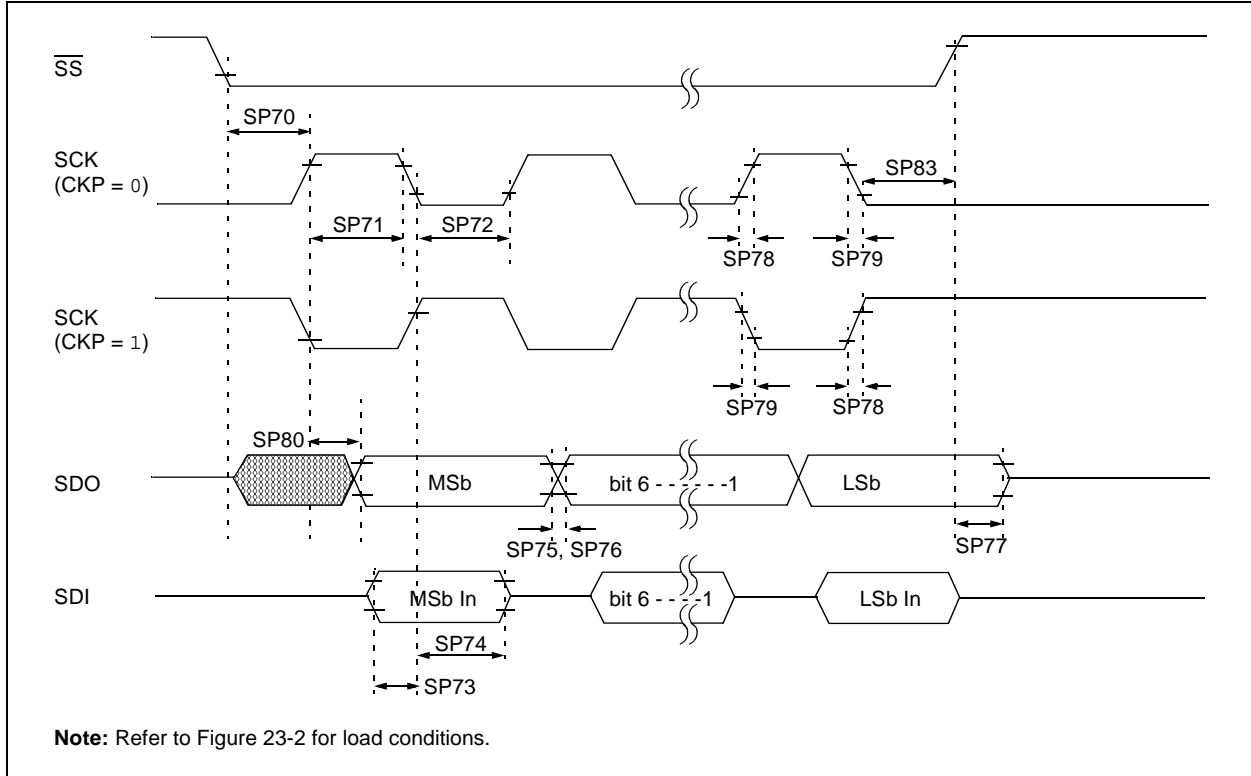 SS
SP70
SCK
(CKP = 0)
SP83
SP71
SP72
SP78
SP79
SCK
(CKP = 1)
SP79
SP78
SP80
SDO
MSb
bit 6 - - - - - - -1
LSb
SP75, SP76
SP77
SDI
MSb In
bit 6 - - - - -1
LSb In
SP74
SP73
Note: Refer to Figure 23-2 for load conditions.